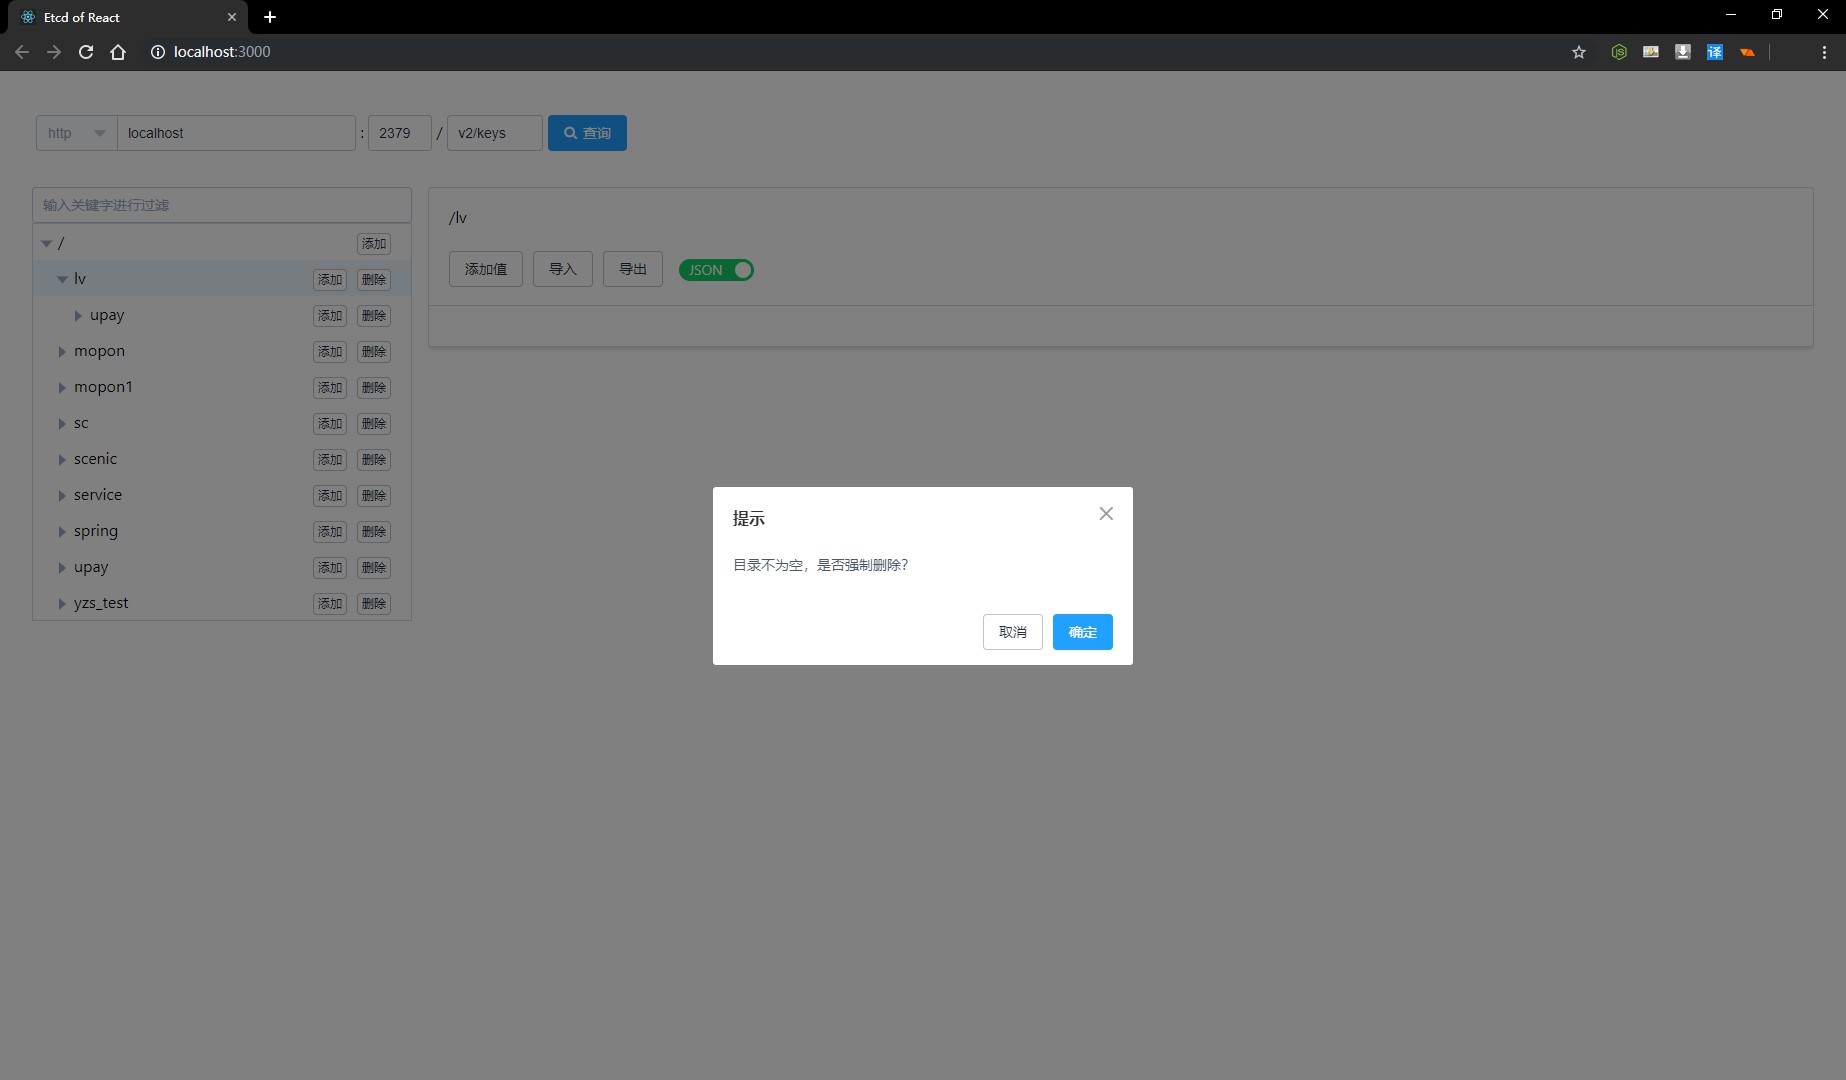 Etcd of React
localhost:3000
译
http localhost : 2379 / v2/keys 查询
输入关键字进行过滤
/ 添加
lv 添加 删除
upay 添加 删除
mopon 添加 删除
mopon1 添加 删除
sc 添加 删除
scenic 添加 删除
service 添加 删除
spring 添加 删除
upay 添加 删除
yzs_test 添加 删除
/lv
添加值 导入 导出 JSON
提示
目录不为空，是否强制删除?
取消 确定